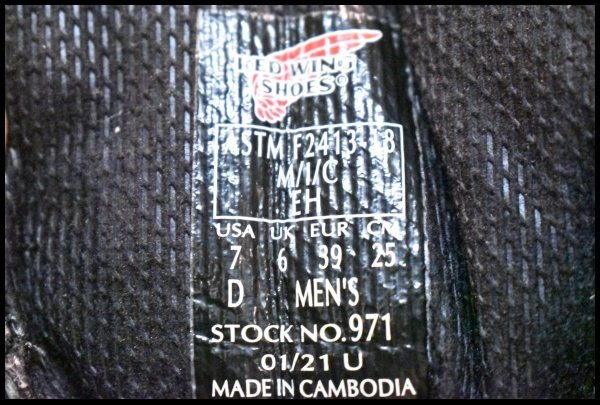 RED WING
SHOES®
ASTM F2413-18
M/I/C
EH
USA UK EUR CM
7 6 39 25
D MEN'S
STOCK NO. 971
01/21 U
MADE IN CAMBODIA